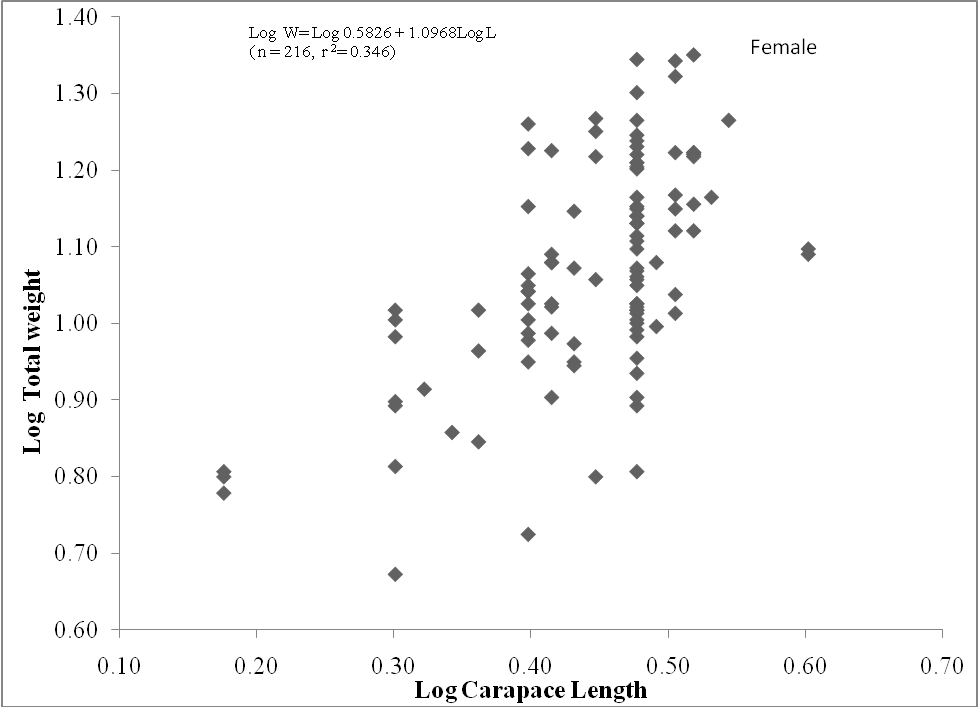 Log W=Log 0.5826 + 1.0968LogL
(n = 216, r²= 0.346)
Female
1.40
1.30
1.20
1.10
1.00
0.90
0.80
0.70
0.60
Log Total weight
0.10 0.20 0.30 0.40 0.50 0.60 0.70
Log Carapace Length